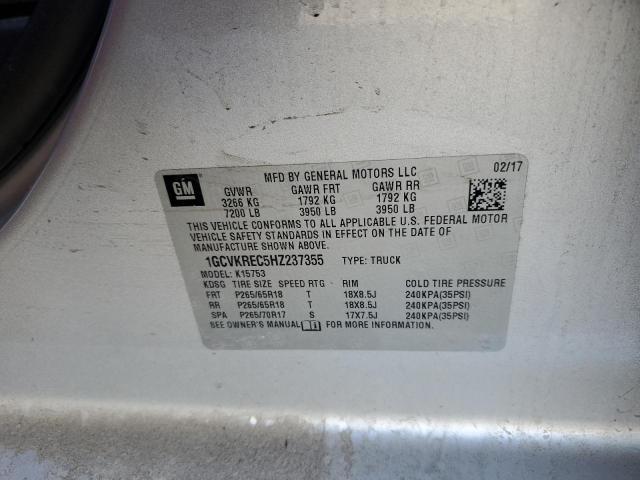 MFD BY GENERAL MOTORS LLC 02/17
GM
GVWR GAWR FRT GAWR RR
3266 KG 1792 KG 1792 KG
7200 LB 3950 LB 3950 LB
THIS VEHICLE CONFORMS TO ALL APPLICABLE U.S. FEDERAL MOTOR
VEHICLE SAFETY STANDARDS IN EFFECT ON THE DATE OF
MANUFACTURE SHOWN ABOVE.
1GCVKREC5HZ237355 TYPE: TRUCK
MODEL: K15753
KDSG TIRE SIZE SPEED RTG RIM COLD TIRE PRESSURE
FRT P265/65R18 T 18X8.5J 240KPA(35PSI)
RR P265/65R18 T 18X8.5J 240KPA(35PSI)
SPA P265/70R17 S 17X7.5J 240KPA(35PSI)
SEE OWNER'S MANUAL FOR MORE INFORMATION.